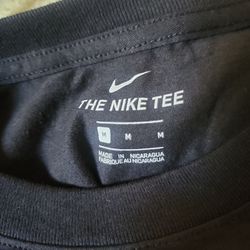 THE NIKE TEE
M M M
MADE IN NICARAGUA
FABRIQUÉ AU NICARAGUA